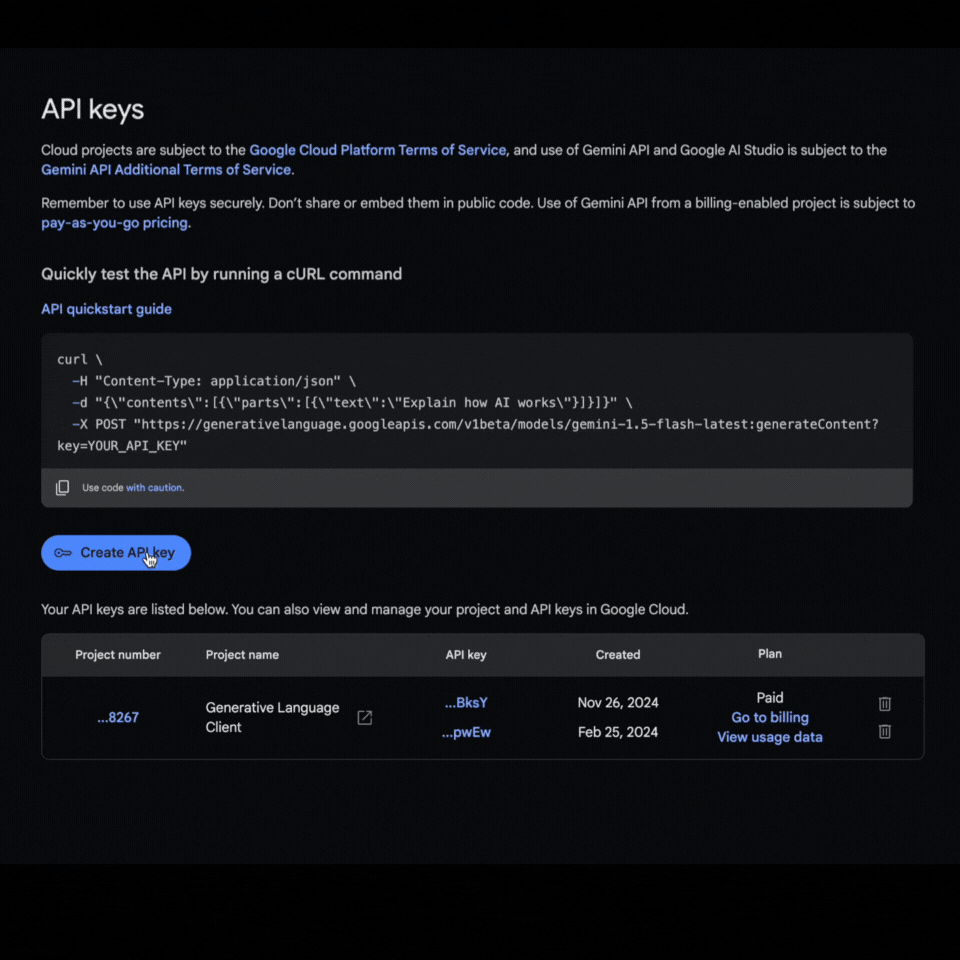 API keys
Cloud projects are subject to the Google Cloud Platform Terms of Service, and use of Gemini API and Google AI Studio is subject to the
Gemini API Additional Terms of Service.
Remember to use API keys securely. Don't share or embed them in public code. Use of Gemini API from a billing-enabled project is subject to
pay-as-you-go pricing.
Quickly test the API by running a cURL command
API quickstart guide
curl \
-H "Content-Type: application/json" \
-d "{\"contents\":[{\"parts\":[{\"text\":\"Explain how AI works\"}]}]}" \
-X POST "https://generativelanguage.googleapis.com/v1beta/models/gemini-1.5-flash-latest:generateContent?
key=YOUR_API_KEY"
Use code with caution.
Create API key
Your API keys are listed below. You can also view and manage your project and API keys in Google Cloud.
Project number Project name API key Created Plan
...8267 Generative Language Client ...BksY Nov 26, 2024 Paid
Go to billing
...pwEw Feb 25, 2024 View usage data